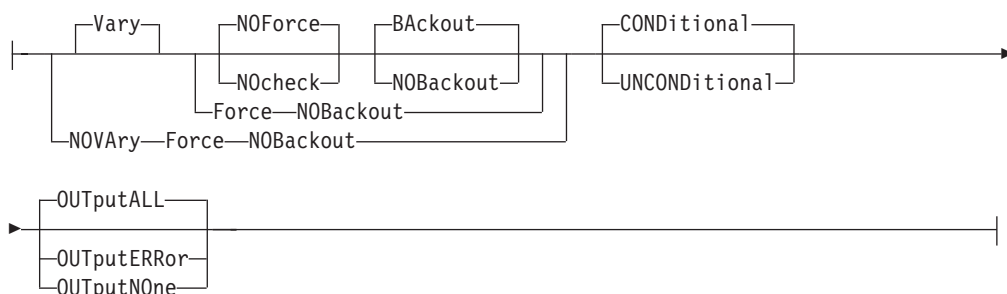 Vary NOForce BAckout CONDitional
NOcheck NOBackout UNCONDitional
Force NOBackout
NOVAry Force NOBackout
OUTputALL
OUTputERRor
OUTputNOne